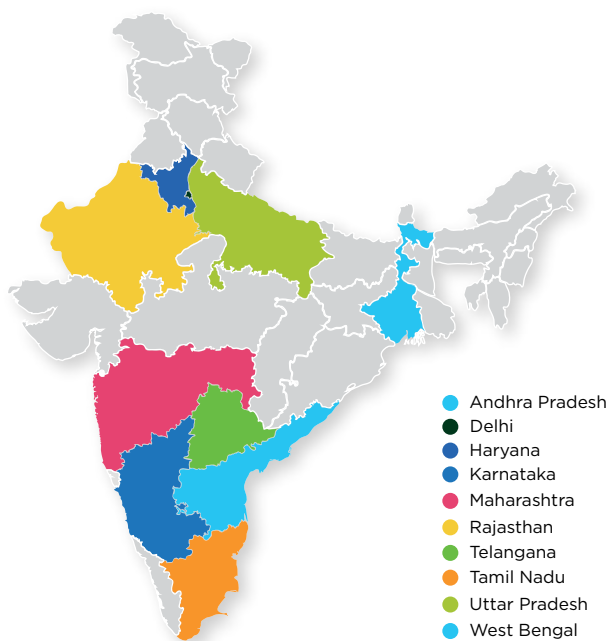 Andhra Pradesh
Delhi
Haryana
Karnataka
Maharashtra
Rajasthan
Telangana
Tamil Nadu
Uttar Pradesh
West Bengal